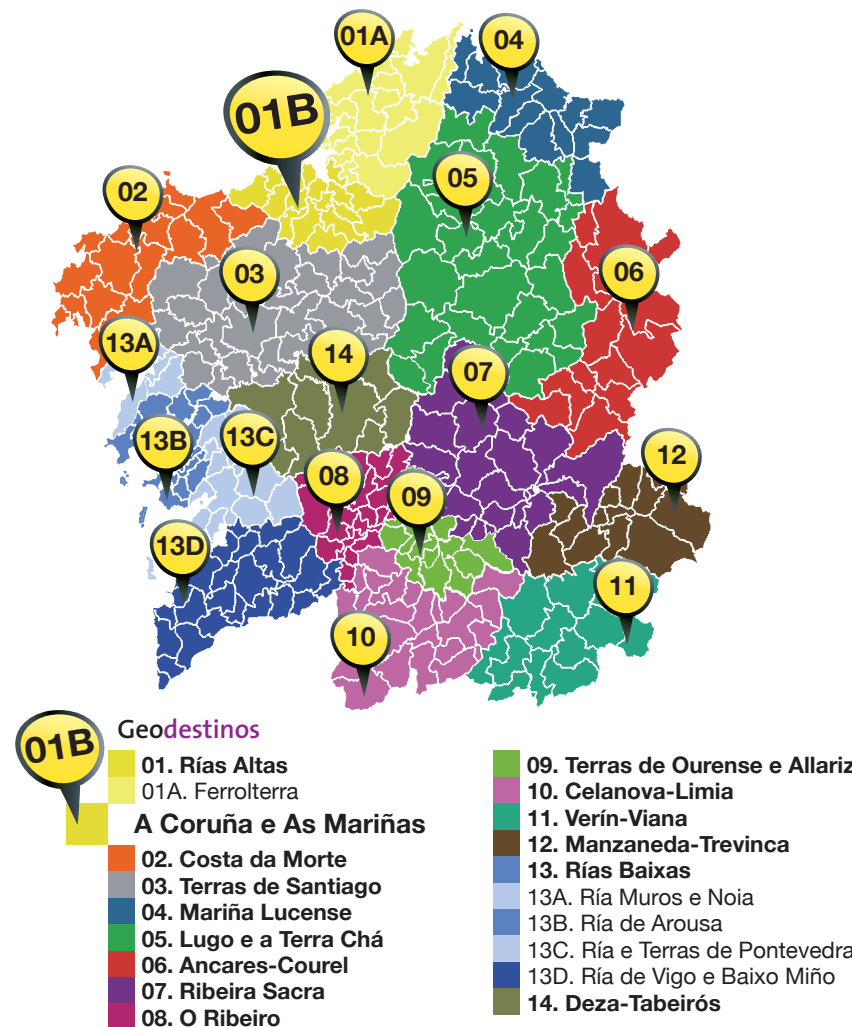 01A
04
01B
05
02
03
06
13A
14
07
13B
13C
12
08
09
13D
11
10
01B
Geodestinos
01. Rías Altas
01A. Ferrolterra
A Coruña e As Mariñas
02. Costa da Morte
03. Terras de Santiago
04. Mariña Lucense
05. Lugo e a Terra Chá
06. Ancares-Courel
07. Ribeira Sacra
08. O Ribeiro
09. Terras de Ourense e Allariz
10. Celanova-Limia
11. Verín-Viana
12. Manzaneda-Trevinca
13. Rías Baixas
13A. Ría Muros e Noia
13B. Ría de Arousa
13C. Ría e Terras de Pontevedra
13D. Ría de Vigo e Baixo Miño
14. Deza-Tabeirós